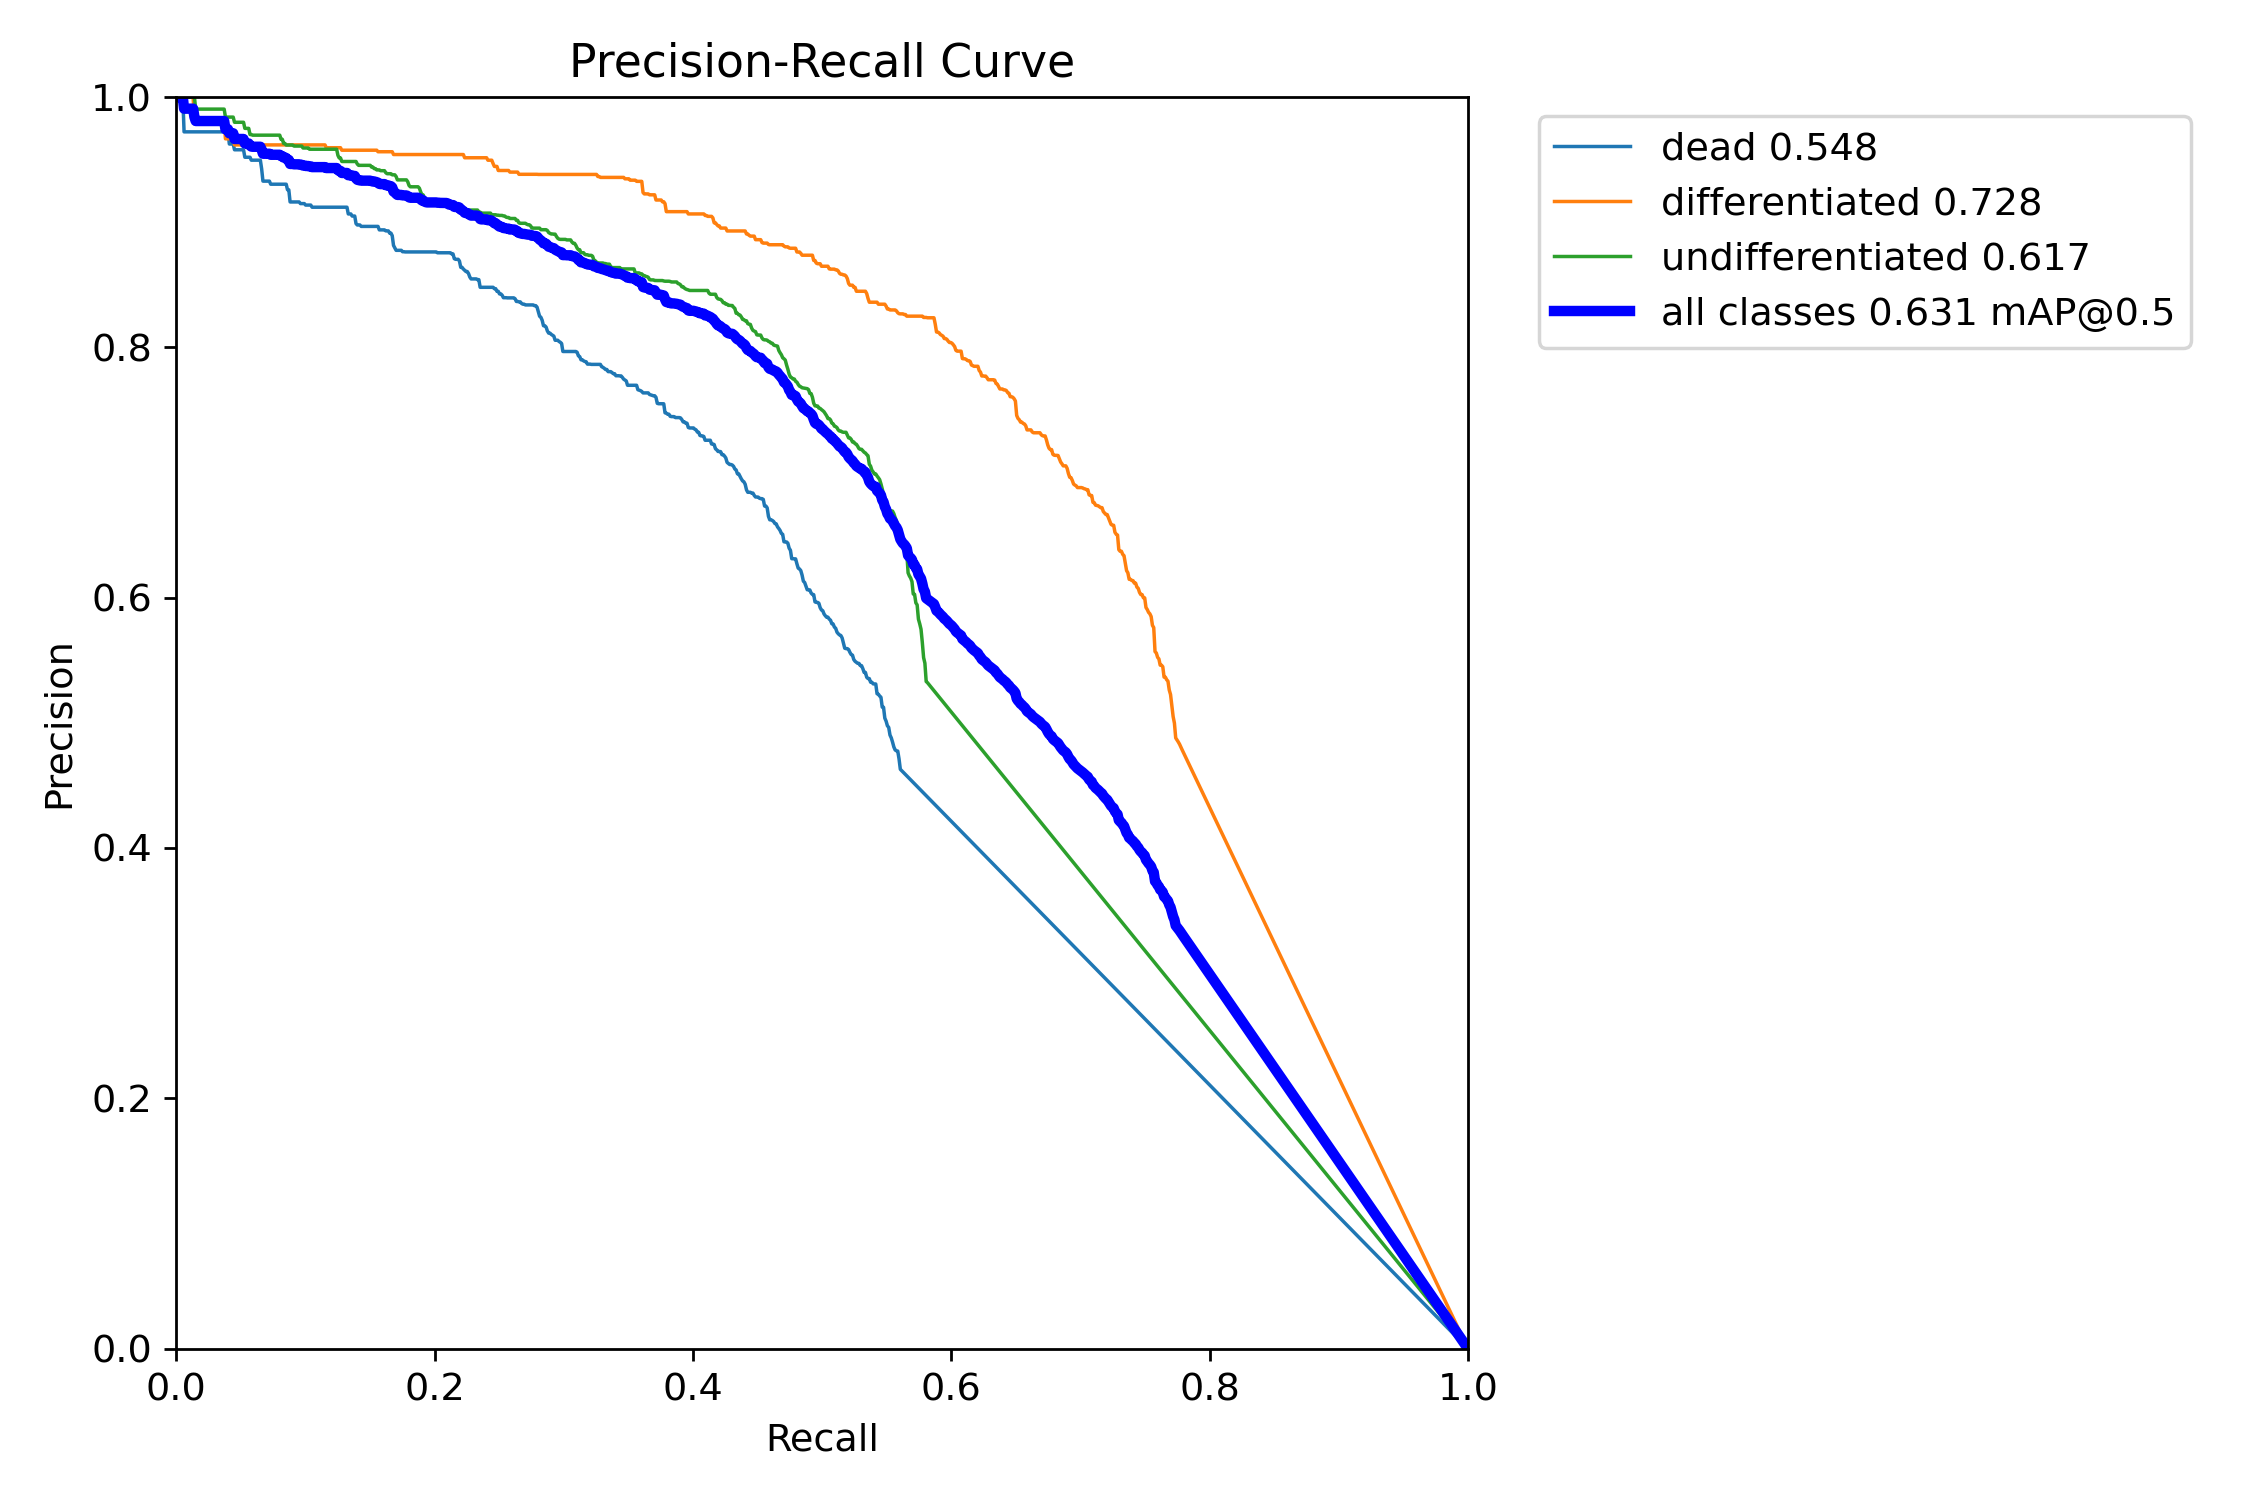 Precision-Recall Curve
1.0
0.8
0.6
0.4
0.2
0.0
Precision
0.0 0.2 0.4 0.6 0.8 1.0
Recall
dead 0.548
differentiated 0.728
undifferentiated 0.617
all classes 0.631 mAP@0.5